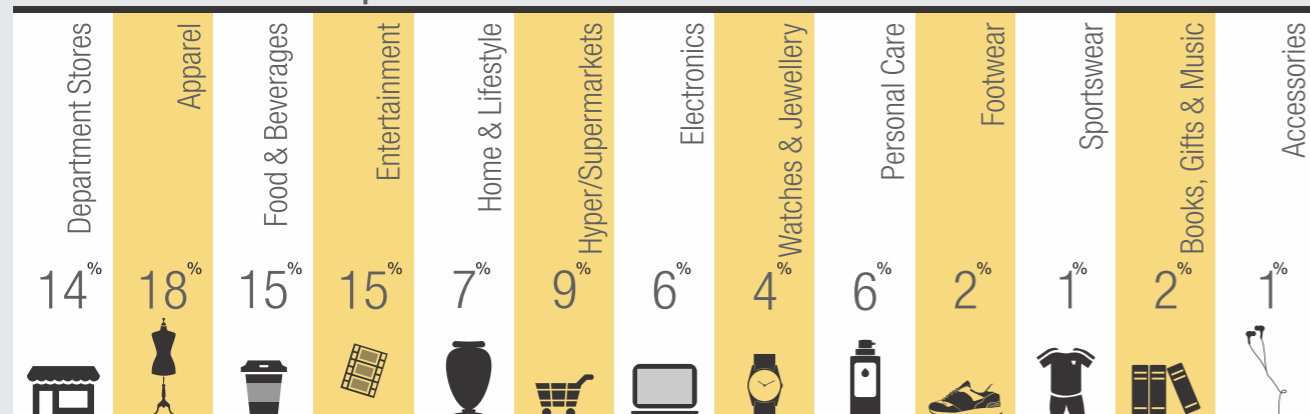 Department Stores
Apparel
Food & Beverages
Entertainment
Home & Lifestyle
Hyper/Supermarkets
Electronics
Watches & Jewellery
Personal Care
Footwear
Sportswear
Books, Gifts & Music
Accessories
14%
18%
15%
15%
7%
9%
6%
4%
6%
2%
1%
2%
1%